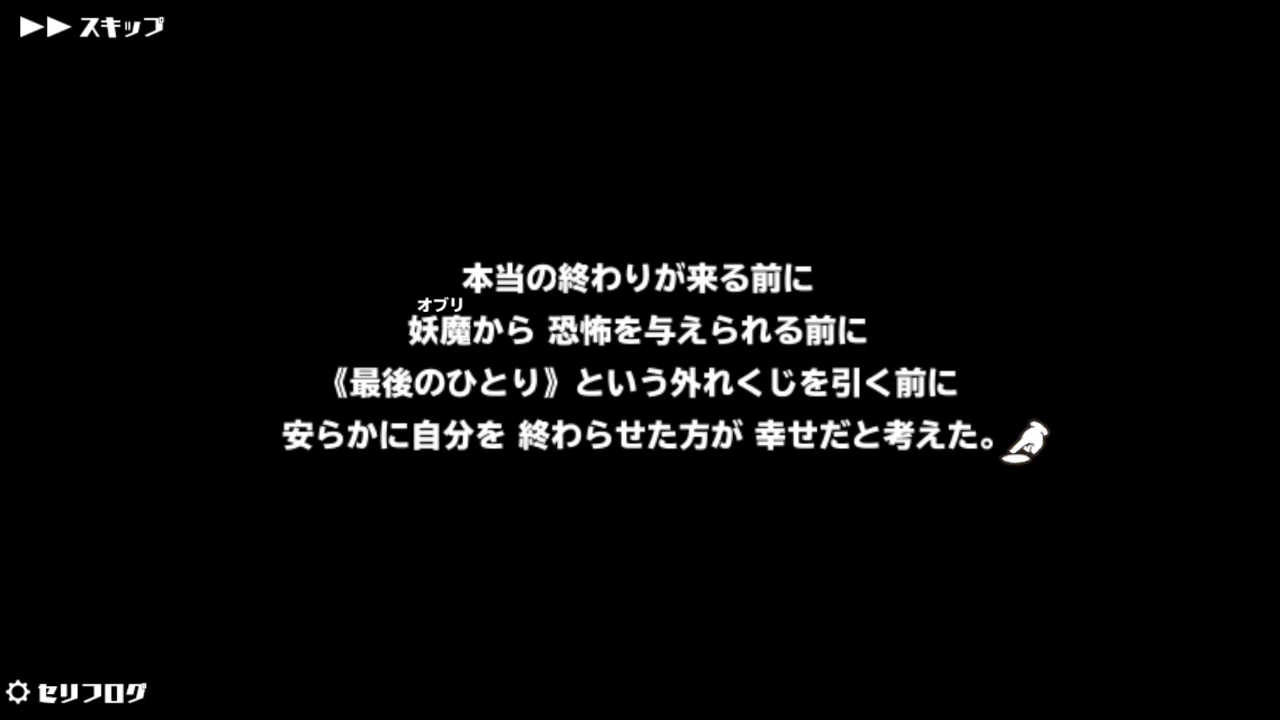 スキップ
本当の終わりが来る前に
オブリ
妖魔から 恐怖を与えられる前に
《最後のひとり》という外れくじを引く前に
安らかに自分を 終わらせた方が 幸せだと考えた。
セリフログ